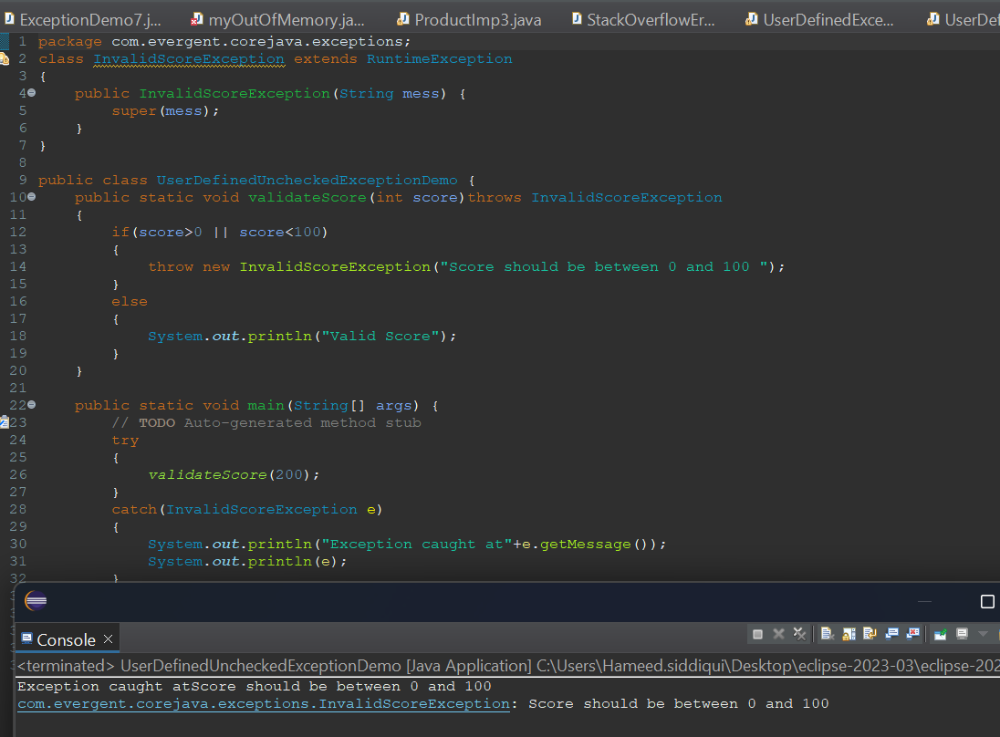 ExceptionDemo7.j... myOutOfMemory.ja... ProductImp3.java StackOverflowEr... UserDefinedExce... UserDef
1 package com.evergent.corejava.exceptions;
2 class InvalidScoreException extends RuntimeException
3 {
4 public InvalidScoreException(String mess) {
5 super(mess);
6 }
7 }
8
9 public class UserDefinedUncheckedExceptionDemo {
10 public static void validateScore(int score)throws InvalidScoreException
11 {
12 if(score>0 || score<100)
13 {
14 throw new InvalidScoreException("Score should be between 0 and 100 ");
15 }
16 else
17 {
18 System.out.println("Valid Score");
19 }
20 }
21
22 public static void main(String[] args) {
23 // TODO Auto-generated method stub
24 try
25 {
26 validateScore(200);
27 }
28 catch(InvalidScoreException e)
29 {
30 System.out.println("Exception caught at"+e.getMessage());
31 System.out.println(e);
32 }
Console
<terminated> UserDefinedUncheckedExceptionDemo [Java Application] C:\Users\Hameed.siddiqui\Desktop\eclipse-2023-03\eclipse-202
Exception caught atScore should be between 0 and 100
com.evergent.corejava.exceptions.InvalidScoreException: Score should be between 0 and 100